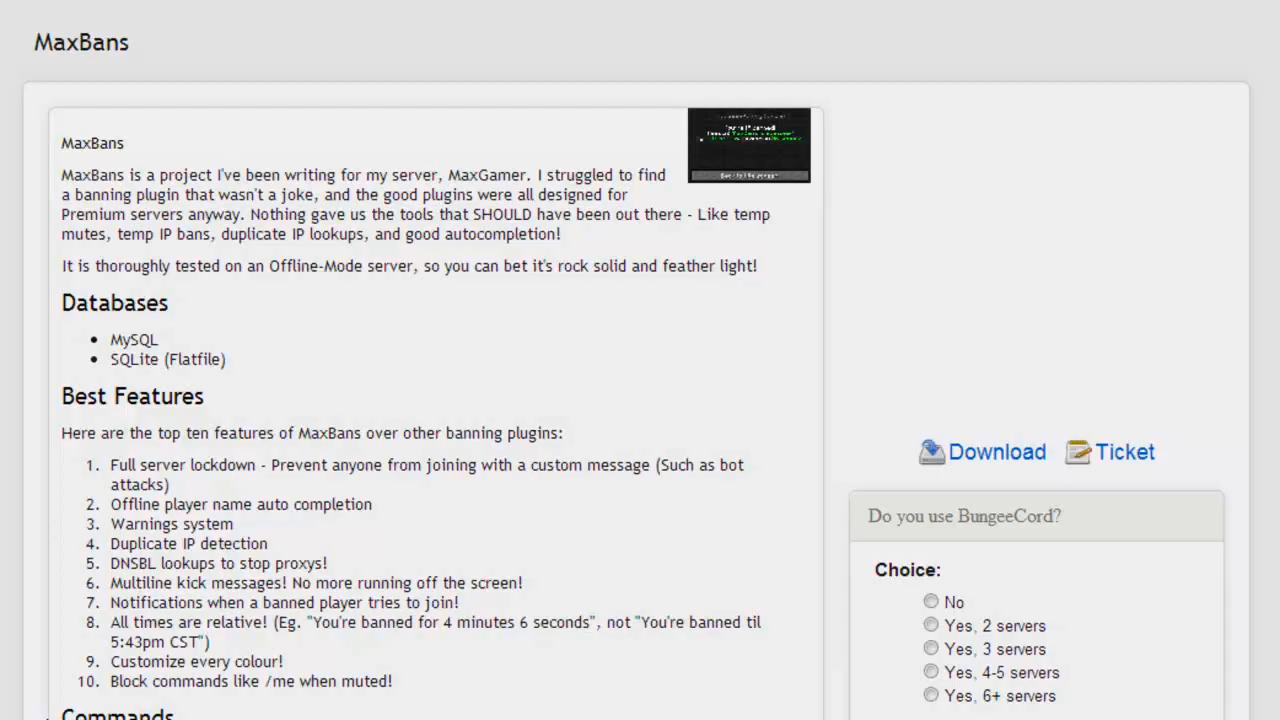 MaxBans
MaxBans
MaxBans is a project I've been writing for my server, MaxGamer. I struggled to find
a banning plugin that wasn't a joke, and the good plugins were all designed for
Premium servers anyway. Nothing gave us the tools that SHOULD have been out there - Like temp
mutes, temp IP bans, duplicate IP lookups, and good autocompletion!
It is thoroughly tested on an Offline-Mode server, so you can bet it's rock solid and feather light!
Databases
• MySQL
• SQLite (Flatfile)
Best Features
Here are the top ten features of MaxBans over other banning plugins:
1. Full server lockdown - Prevent anyone from joining with a custom message (Such as bot
attacks)
2. Offline player name auto completion
3. Warnings system
4. Duplicate IP detection
5. DNSBL lookups to stop proxys!
6. Multiline kick messages! No more running off the screen!
7. Notifications when a banned player tries to join!
8. All times are relative! (Eg. "You're banned for 4 minutes 6 seconds", not "You're banned til
5:43pm CST")
9. Customize every colour!
10. Block commands like /me when muted!
Commands
Download Ticket
Do you use BungeeCord?
Choice:
No
Yes, 2 servers
Yes, 3 servers
Yes, 4-5 servers
Yes, 6+ servers